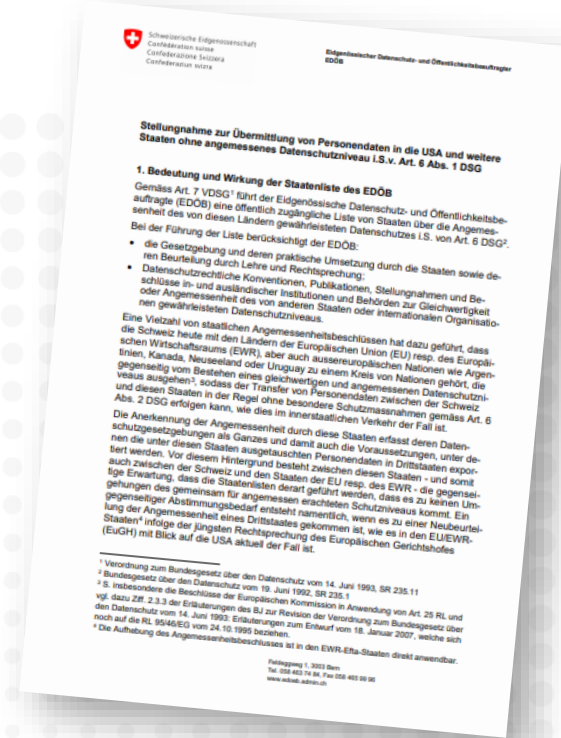 Schweizerische Eidgenossenschaft
Confédération suisse
Confederazione Svizzera
Confederaziun svizra
Eidgenössischer Datenschutz- und Öffentlichkeitsbeauftragter
EDÖB
Stellungnahme zur Übermittlung von Personendaten in die USA und weitere
Staaten ohne angemessenes Datenschutzniveau i.S.v. Art. 6 Abs. 1 DSG
1. Bedeutung und Wirkung der Staatenliste des EDÖB
Gemäss Art. 7 VDSG¹ führt der Eidgenössische Datenschutz- und Öffentlichkeitsbe-
auftragte (EDÖB) eine öffentlich zugängliche Liste von Staaten über die Angemes-
senheit des von diesen Ländern gewährleisteten Datenschutzes i.S. von Art. 6 DSG².
Bei der Führung der Liste berücksichtigt der EDÖB:
• die Gesetzgebung und deren praktische Umsetzung durch die Staaten sowie de-
ren Beurteilung durch Lehre und Rechtsprechung;
• Datenschutzrechtliche Konventionen, Publikationen, Stellungnahmen und Be-
schlüsse in- und ausländischer Institutionen und Behörden zur Gleichwertigkeit
oder Angemessenheit des von anderen Staaten oder internationalen Organisatio-
nen gewährleisteten Datenschutzniveaus.
Eine Vielzahl von staatlichen Angemessenheitsbeschlüssen hat dazu geführt, dass
die Schweiz heute mit den Ländern der Europäischen Union (EU) resp. des Europäi-
schen Wirtschaftsraums (EWR), aber auch aussereuropäischen Nationen wie Argen-
tinien, Kanada, Neuseeland oder Uruguay zu einem Kreis von Nationen gehört, die
gegenseitig vom Bestehen eines gleichwertigen und angemessenen Datenschutzni-
veaus ausgehen³, sodass der Transfer von Personendaten zwischen der Schweiz
und diesen Staaten in der Regel ohne besondere Schutzmassnahmen gemäss Art. 6
Abs. 2 DSG erfolgen kann, wie dies im innerstaatlichen Verkehr der Fall ist.
Die Anerkennung der Angemessenheit durch diese Staaten erfasst deren Daten-
schutzgesetzgebungen als Ganzes und damit auch die Voraussetzungen, unter de-
nen die unter diesen Staaten ausgetauschten Personendaten in Drittstaaten expor-
tiert werden. Vor diesem Hintergrund besteht zwischen diesen Staaten - und somit
auch zwischen der Schweiz und den Staaten der EU resp. des EWR - die gegensei-
tige Erwartung, dass die Staatenlisten derart geführt werden, dass es zu keinen Um-
gehungen des gemeinsam für angemessen erachteten Schutzniveaus kommt. Ein
gegenseitiger Abstimmungsbedarf entsteht namentlich, wenn es zu einer Neubeurtei-
lung der Angemessenheit eines Drittstaates gekommen ist, wie es in den EU/EWR-
Staaten⁴ infolge der jüngsten Rechtsprechung des Europäischen Gerichtshofes
(EuGH) mit Blick auf die USA aktuell der Fall ist.
¹ Verordnung zum Bundesgesetz über den Datenschutz vom 14. Juni 1993, SR 235.11
² Bundesgesetz über den Datenschutz vom 19. Juni 1992, SR 235.1
³ S. insbesondere die Beschlüsse der Europäischen Kommission in Anwendung von Art. 25 RL und
vgl. dazu Ziff. 2.3.3 der Erläuterungen des BJ zur Revision der Verordnung zum Bundesgesetz über
den Datenschutz vom 14. Juni 1993: Erläuterungen zum Entwurf vom 18. Januar 2007, welche sich
noch auf die RL 95/46/EG vom 24.10.1995 beziehen.
⁴ Die Aufhebung des Angemessenheitsbeschlusses ist in den EWR-Efta-Staaten direkt anwendbar.
Feldeggweg 1, 3003 Bern
Tel. 058 463 74 84, Fax 058 465 99 96
www.edoeb.admin.ch